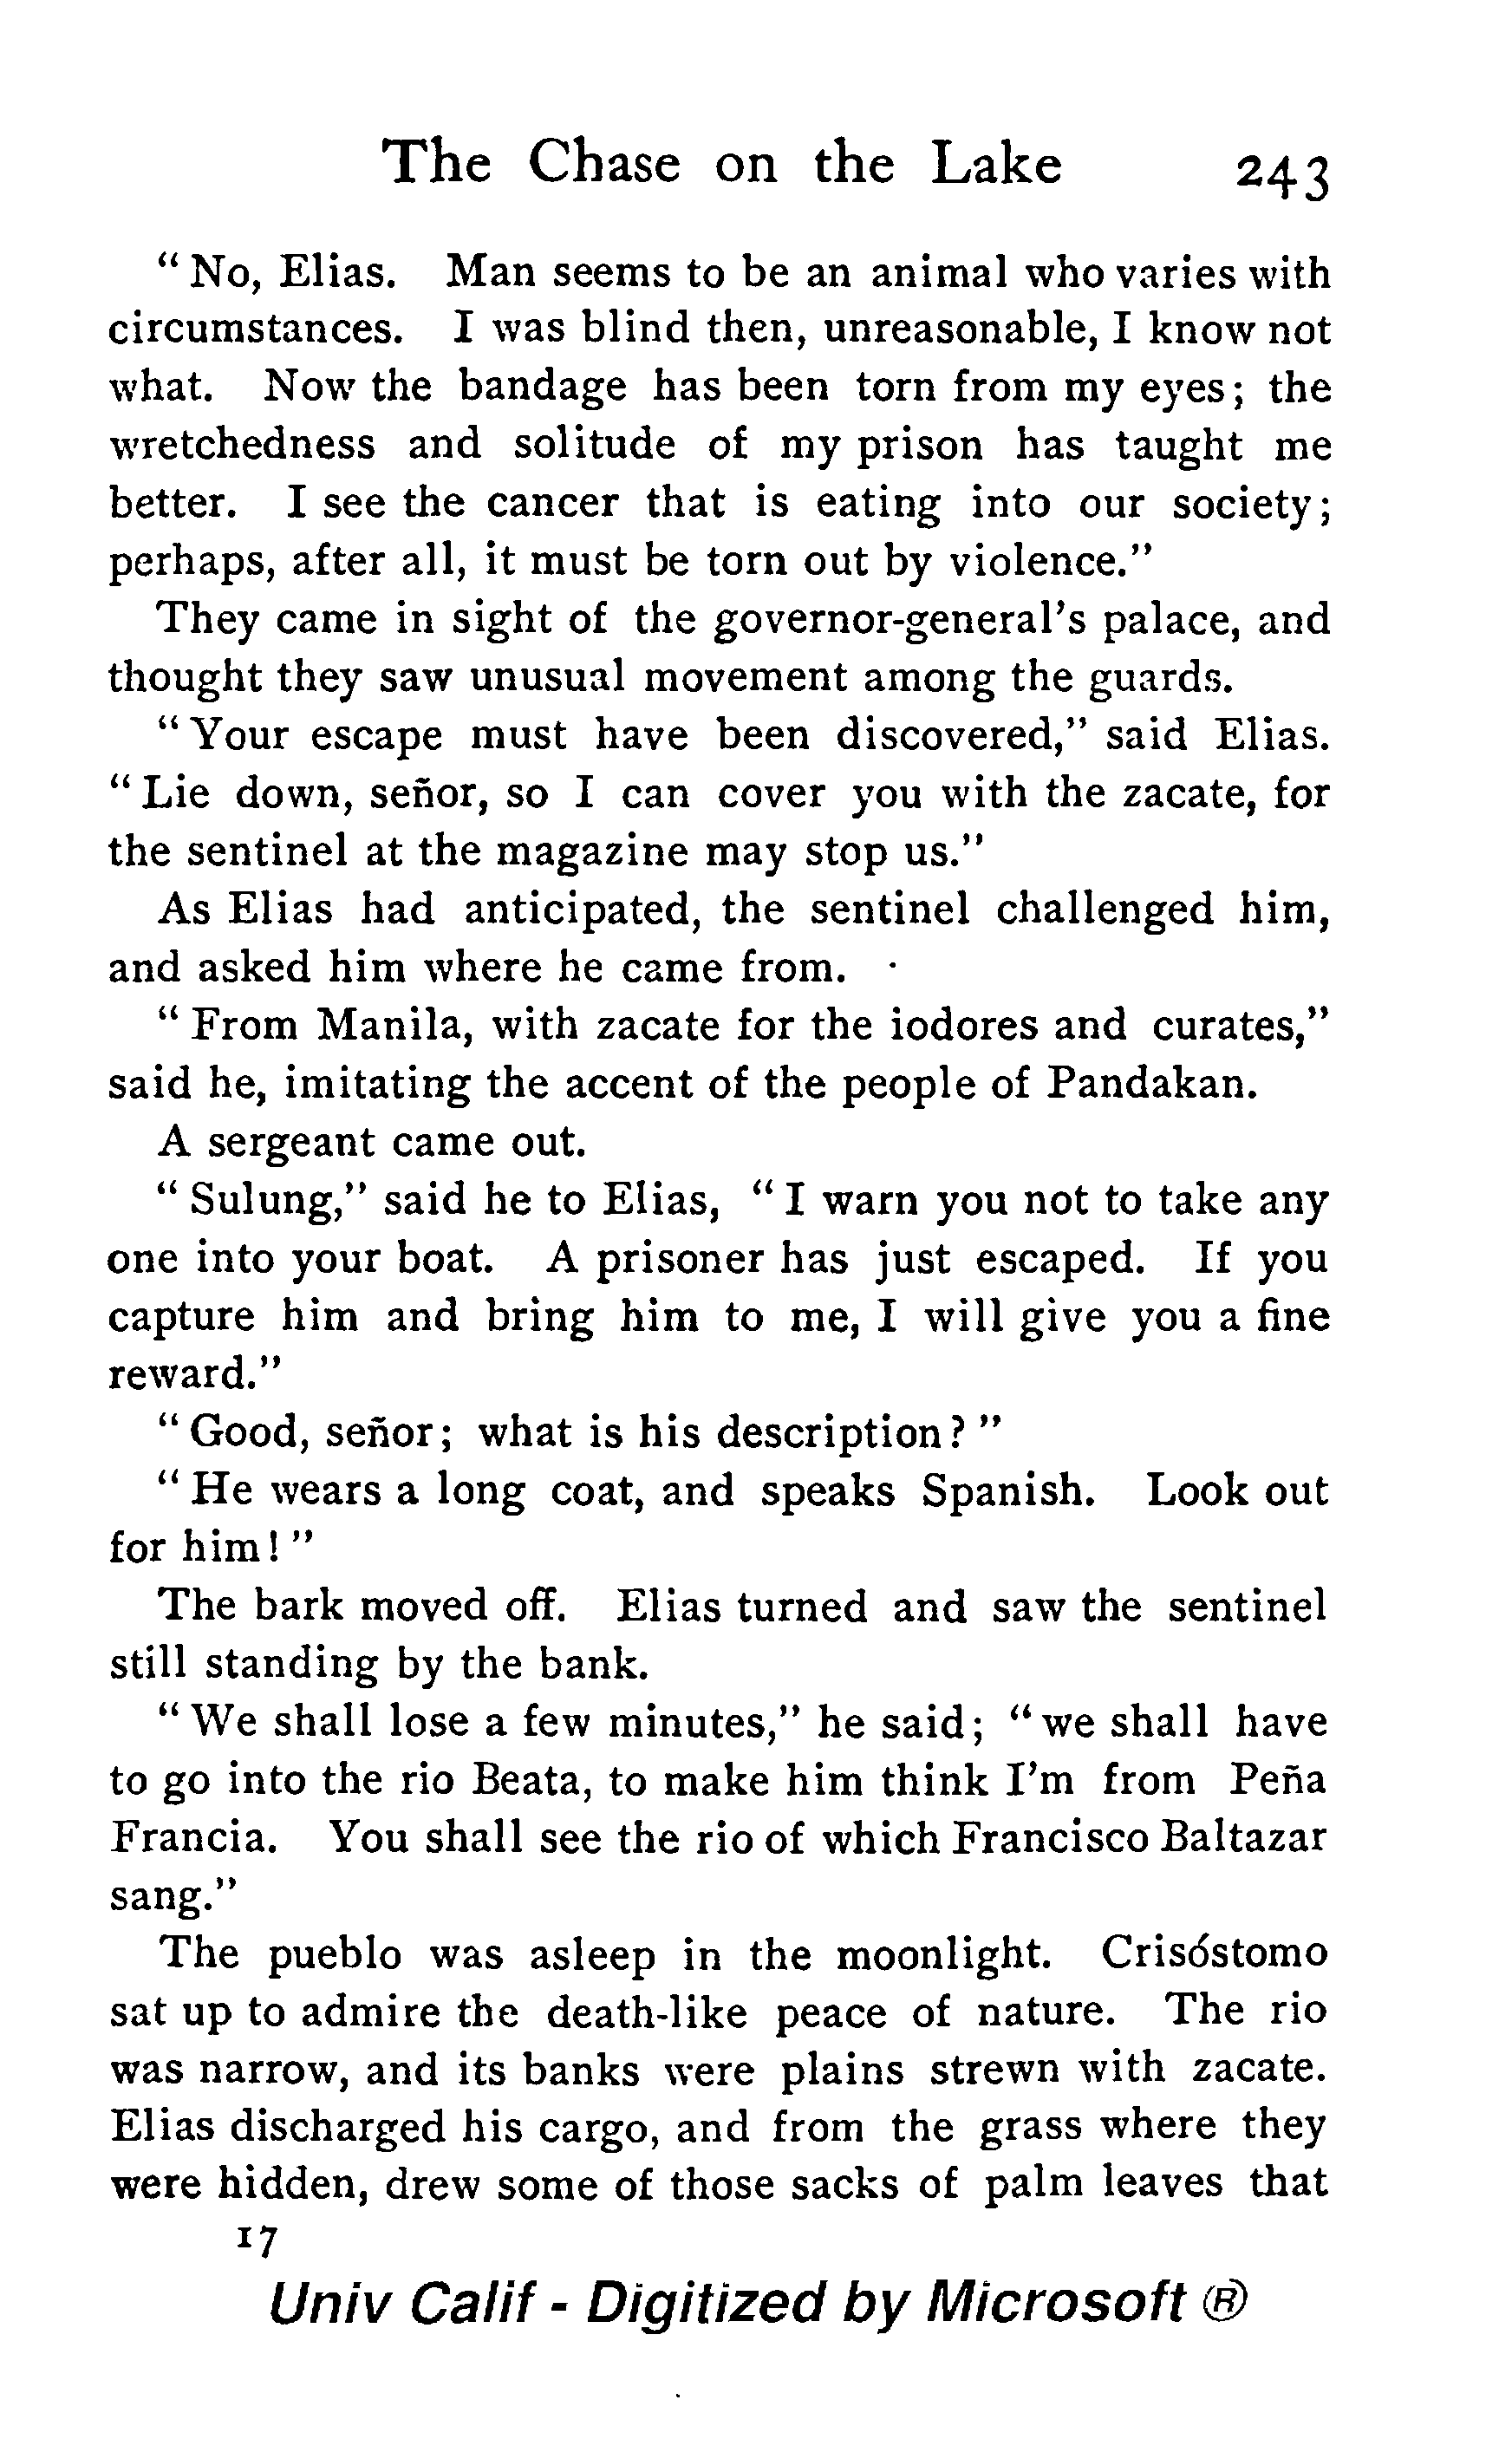 The Chase on the Lake 243
" No, Elias. Man seems to be an animal who varies with
circumstances. I was blind then, unreasonable, I know not
what. Now the bandage has been torn from my eyes; the
wretchedness and solitude of my prison has taught me
better. I see the cancer that is eating into our society;
perhaps, after all, it must be torn out by violence."
They came in sight of the governor-general's palace, and
thought they saw unusual movement among the guards.
" Your escape must have been discovered," said Elias.
" Lie down, señor, so I can cover you with the zacate, for
the sentinel at the magazine may stop us."
As Elias had anticipated, the sentinel challenged him,
and asked him where he came from.
" From Manila, with zacate for the iodores and curates,"
said he, imitating the accent of the people of Pandakan.
A sergeant came out.
" Sulung," said he to Elias, " I warn you not to take any
one into your boat. A prisoner has just escaped. If you
capture him and bring him to me, I will give you a fine
reward."
" Good, señor; what is his description? "
" He wears a long coat, and speaks Spanish. Look out
for him! "
The bark moved off. Elias turned and saw the sentinel
still standing by the bank.
" We shall lose a few minutes," he said; " we shall have
to go into the rio Beata, to make him think I'm from Peña
Francia. You shall see the rio of which Francisco Baltazar
sang."
The pueblo was asleep in the moonlight. Crisóstomo
sat up to admire the death-like peace of nature. The rio
was narrow, and its banks were plains strewn with zacate.
Elias discharged his cargo, and from the grass where they
were hidden, drew some of those sacks of palm leaves that
17
Univ Calif - Digitized by Microsoft ®